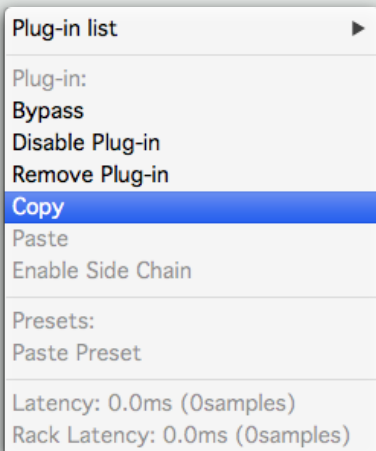 Plug-in list
Plug-in:
Bypass
Disable Plug-in
Remove Plug-in
Copy
Paste
Enable Side Chain
Presets:
Paste Preset
Latency: 0.0ms (0samples)
Rack Latency: 0.0ms (0samples)